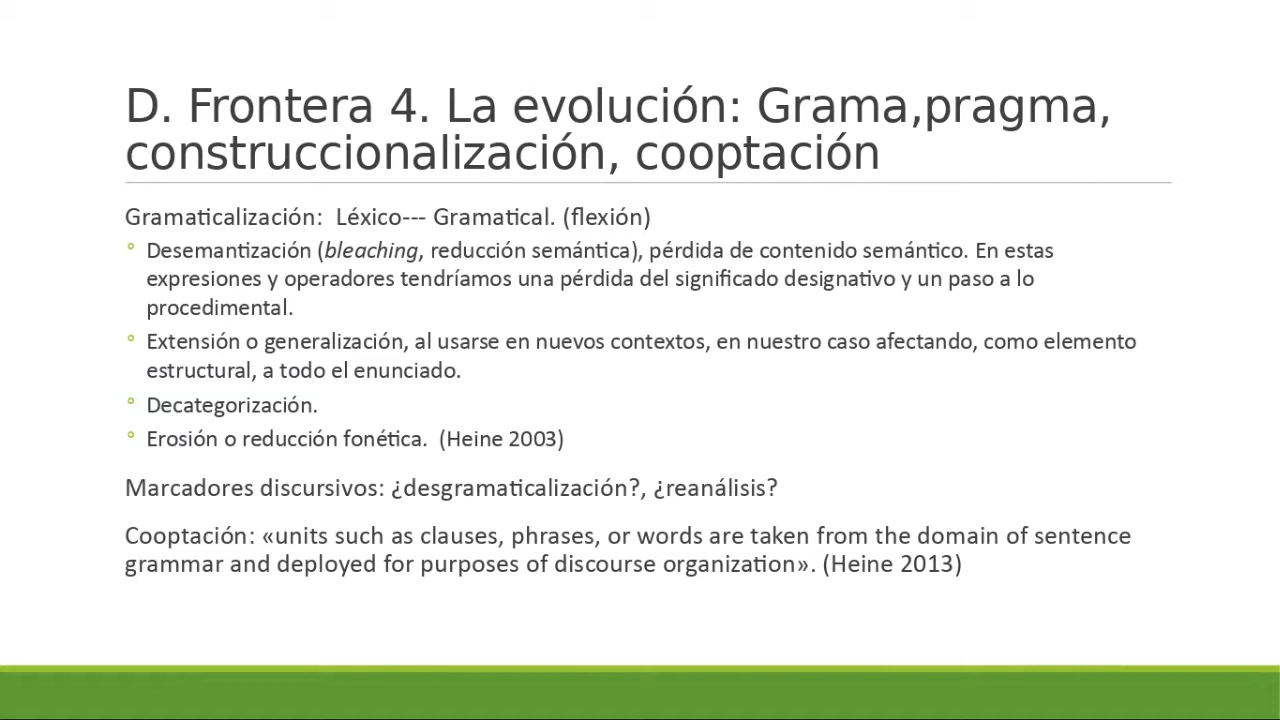 D. Frontera 4. La evolución: Grama,pragma,
construccionalización, cooptación
Gramaticalización:  Léxico--- Gramatical. (flexión)
° Desemantización (bleaching, reducción semántica), pérdida de contenido semántico. En estas
expresiones y operadores tendríamos una pérdida del significado designativo y un paso a lo
procedimental.
° Extensión o generalización, al usarse en nuevos contextos, en nuestro caso afectando, como elemento
estructural, a todo el enunciado.
° Decategorización.
° Erosión o reducción fonética.  (Heine 2003)
Marcadores discursivos: ¿desgramaticalización?, ¿reanálisis?
Cooptación: «units such as clauses, phrases, or words are taken from the domain of sentence
grammar and deployed for purposes of discourse organization». (Heine 2013)